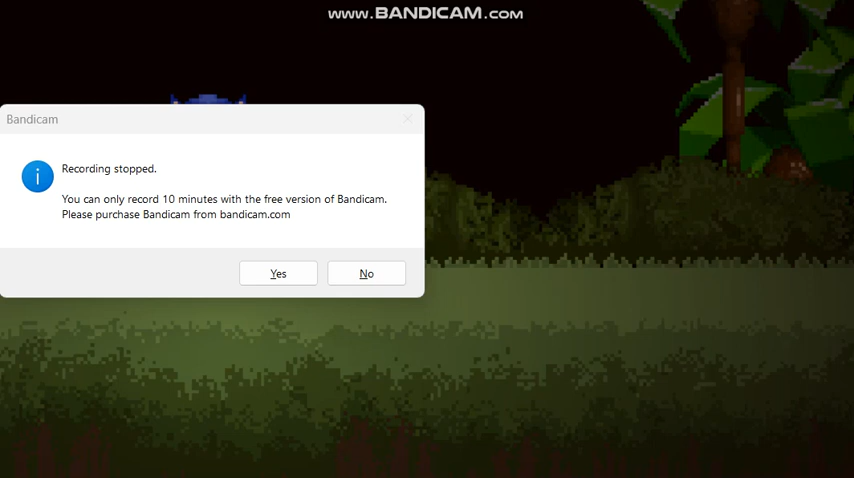 www.BANDICAM.com
Bandicam
Recording stopped.
You can only record 10 minutes with the free version of Bandicam.
Please purchase Bandicam from bandicam.com
Yes
No